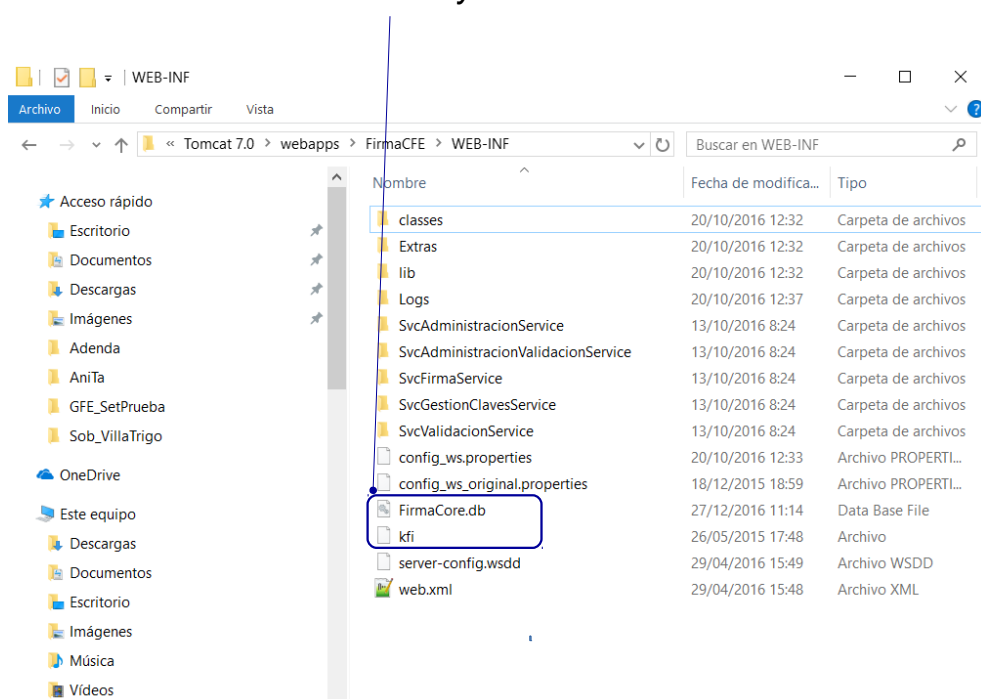 y
WEB-INF
Archivo Inicio Compartir Vista
« Tomcat 7.0 > webapps > FirmaCFE > WEB-INF Buscar en WEB-INF
Nombre Fecha de modifica... Tipo
Acceso rápido
Escritorio
Documentos
Descargas
Imágenes
Adenda
AniTa
GFE_SetPrueba
Sob_VillaTrigo
OneDrive
Este equipo
Descargas
Documentos
Escritorio
Imágenes
Música
Vídeos
classes 20/10/2016 12:32 Carpeta de archivos
Extras 20/10/2016 12:32 Carpeta de archivos
lib 20/10/2016 12:32 Carpeta de archivos
Logs 20/10/2016 12:37 Carpeta de archivos
SvcAdministracionService 13/10/2016 8:24 Carpeta de archivos
SvcAdministracionValidacionService 13/10/2016 8:24 Carpeta de archivos
SvcFirmaService 13/10/2016 8:24 Carpeta de archivos
SvcGestionClavesService 13/10/2016 8:24 Carpeta de archivos
SvcValidacionService 13/10/2016 8:24 Carpeta de archivos
config_ws.properties 20/10/2016 12:33 Archivo PROPERTI...
config_ws_original.properties 18/12/2015 18:59 Archivo PROPERTI...
FirmaCore.db 27/12/2016 11:14 Data Base File
kfi 26/05/2015 17:48 Archivo
server-config.wsdd 29/04/2016 15:49 Archivo WSDD
web.xml 29/04/2016 15:48 Archivo XML